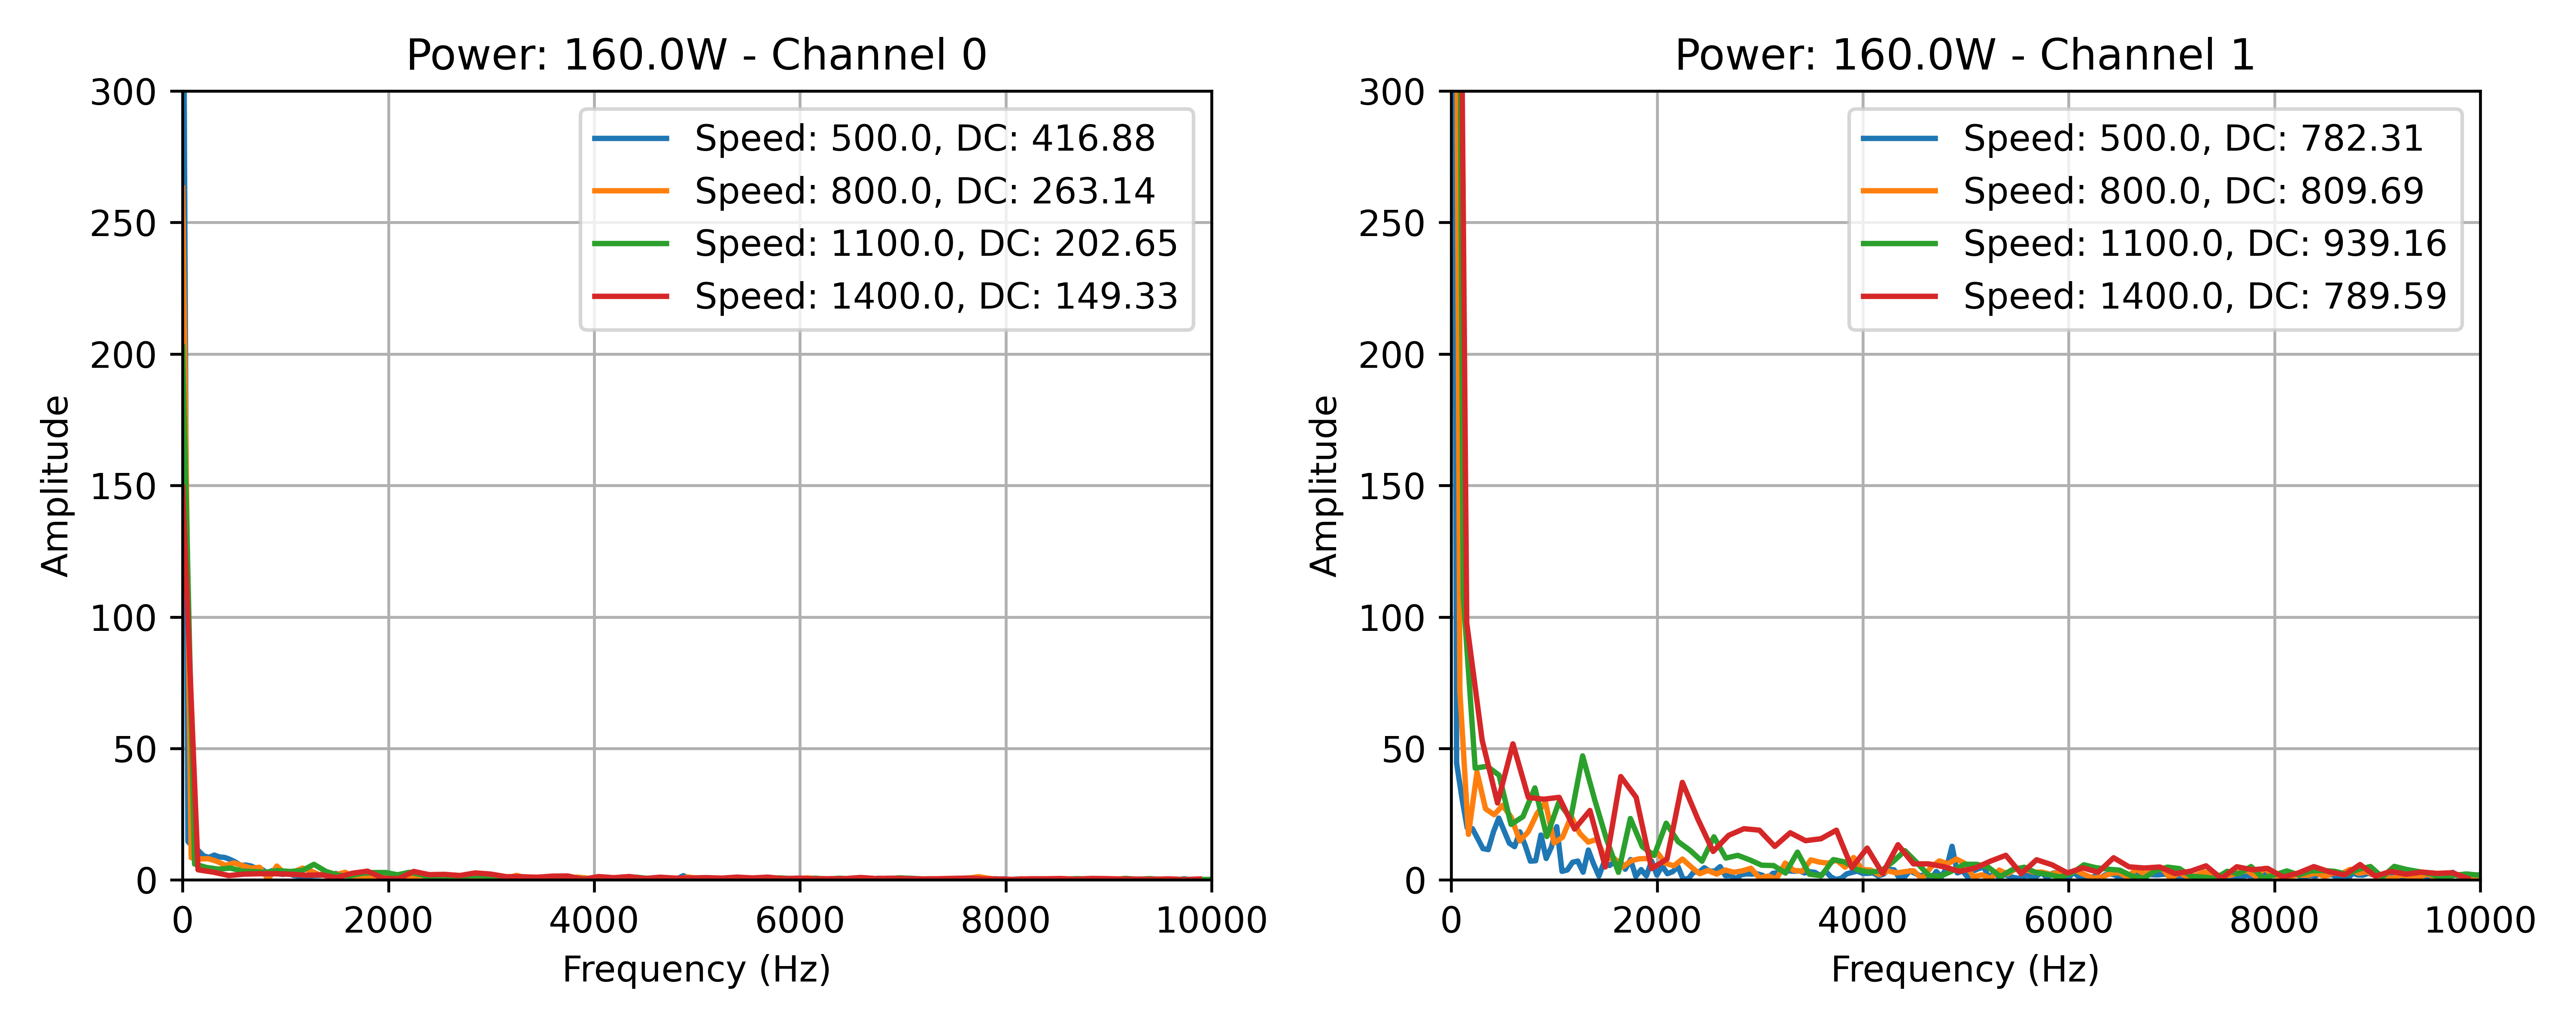 Power: 160.0W - Channel 0
300
250
200
150
100
50
0
Amplitude
Speed: 500.0, DC: 416.88
Speed: 800.0, DC: 263.14
Speed: 1100.0, DC: 202.65
Speed: 1400.0, DC: 149.33
0
2000
4000
6000
8000
10000
Frequency (Hz)
Power: 160.0W - Channel 1
300
250
200
150
100
50
0
Amplitude
Speed: 500.0, DC: 782.31
Speed: 800.0, DC: 809.69
Speed: 1100.0, DC: 939.16
Speed: 1400.0, DC: 789.59
0
2000
4000
6000
8000
10000
Frequency (Hz)